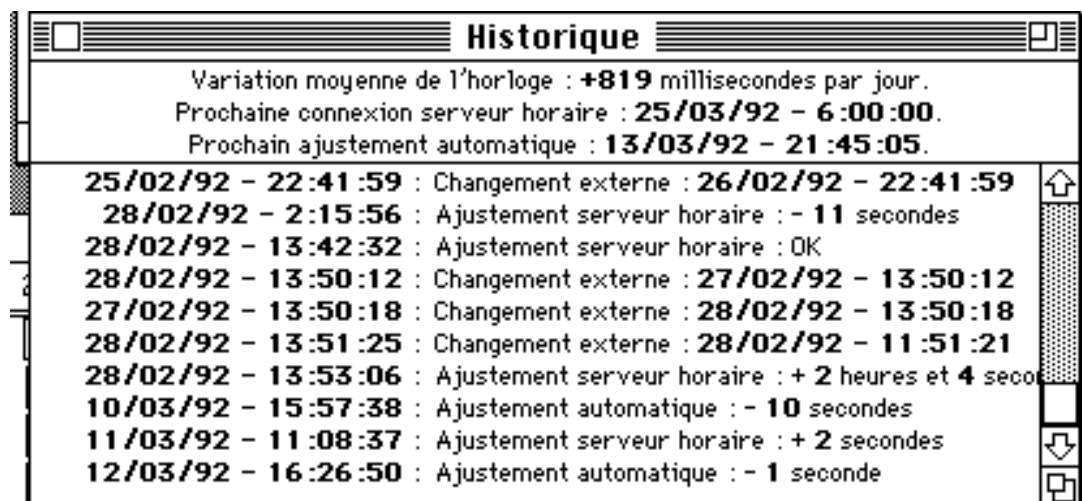 Historique
Variation moyenne de l'horloge : +819 millisecondes par jour.
Prochaine connexion serveur horaire : 25/03/92 - 6:00:00.
Prochain ajustement automatique : 13/03/92 - 21:45:05.
25/02/92 - 22:41:59 : Changement externe : 26/02/92 - 22:41:59
28/02/92 - 2:15:56 : Ajustement serveur horaire : - 11 secondes
28/02/92 - 13:42:32 : Ajustement serveur horaire : OK
28/02/92 - 13:50:12 : Changement externe : 27/02/92 - 13:50:12
27/02/92 - 13:50:18 : Changement externe : 28/02/92 - 13:50:18
28/02/92 - 13:51:25 : Changement externe : 28/02/92 - 11:51:21
28/02/92 - 13:53:06 : Ajustement serveur horaire : + 2 heures et 4 seco
10/03/92 - 15:57:38 : Ajustement automatique : - 10 secondes
11/03/92 - 11:08:37 : Ajustement serveur horaire : + 2 secondes
12/03/92 - 16:26:50 : Ajustement automatique : - 1 seconde